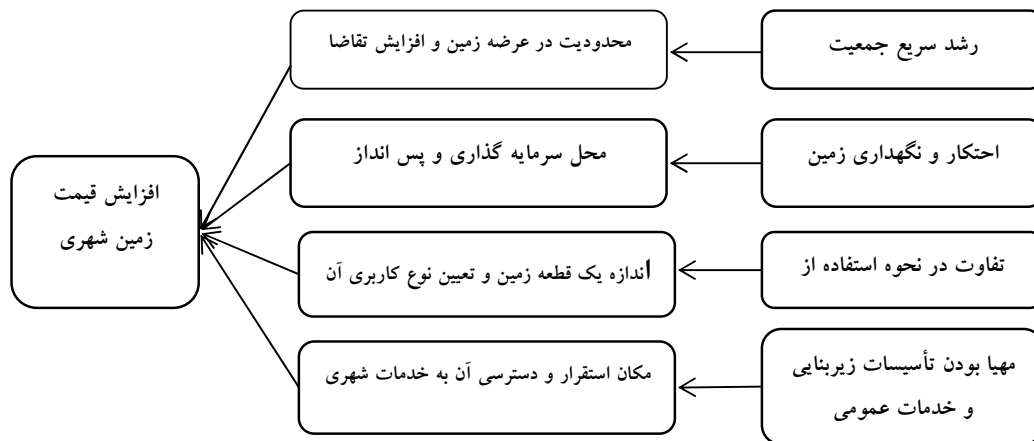 رشد سریع جمعیت
محدودیت در عرضه زمین و افزایش تقاضا
احتکار و نگهداری زمین
محل سرمایه گذاری و پس انداز
افزایش قیمت
زمین شهری
تفاوت در نحوه استفاده از
اندازه یک قطعه زمین و تعیین نوع کاربری آن
مهیا بودن تأسیسات زیربنایی
و خدمات عمومی
مکان استقرار و دسترسی آن به خدمات شهری